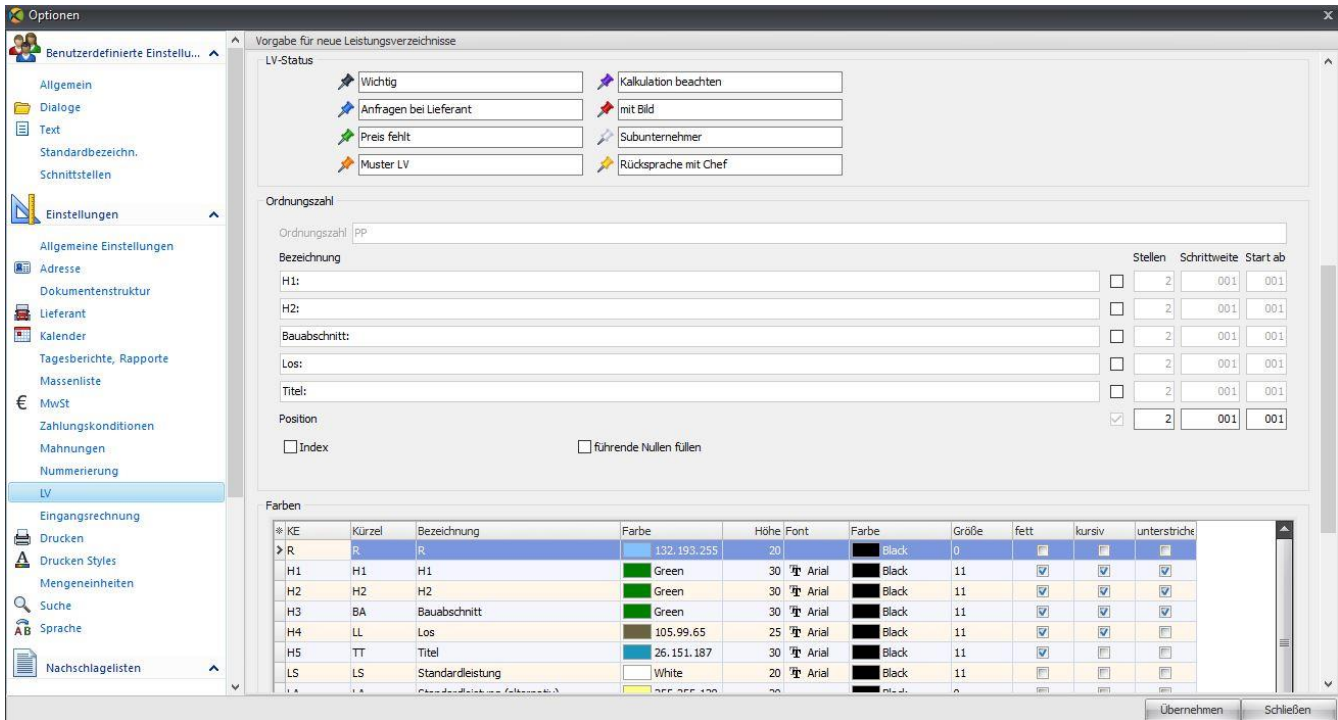 Optionen
x
Benutzerdefinierte Einstellu...
Allgemein
Dialoge
Text
Standardbezeichn.
Schnittstellen
Einstellungen
Allgemeine Einstellungen
Adresse
Dokumentenstruktur
Lieferant
Kalender
Tagesberichte, Rapporte
Massenliste
€ MwSt
Zahlungskonditionen
Mahnungen
Nummerierung
LV
Eingangsrechnung
Drucken
A Drucken Styles
Mengeneinheiten
Suche
AB Sprache
Nachschlagelisten
Vorgabe für neue Leistungsverzeichnisse
LV-Status
Wichtig Kalkulation beachten
Anfragen bei Lieferant mit Bild
Preis fehlt Subunternehmer
Muster LV Rücksprache mit Chef
Ordnungszahl
Ordnungszahl PP
Bezeichnung Stellen Schrittweite Start ab
H1: 2 001 001
H2: 2 001 001
Bauabschnitt: 2 001 001
Los: 2 001 001
Titel: 2 001 001
Position 2 001 001
Index führende Nullen füllen
Farben
KE Kürzel Bezeichnung Farbe Höhe Font Farbe Größe fett kursiv unterstriche
R R R 132.193.255 20 Black 0
H1 H1 H1 Green 30 Arial Black 11
H2 H2 H2 Green 30 Arial Black 11
H3 BA Bauabschnitt Green 30 Arial Black 11
H4 LL Los 105.99.65 25 Arial Black 11
H5 TT Titel 26.151.187 30 Arial Black 11
LS LS Standardleistung White 20 Arial Black 11
LA LA Standardleistung (alternativ)
Übernehmen Schließen